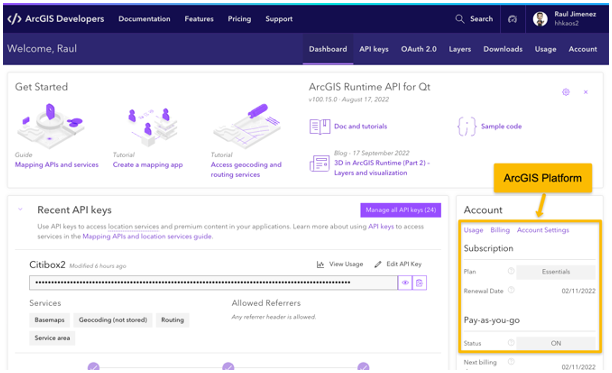 </> ArcGIS Developers Documentation Features Pricing Support Search Raul Jimenez
hhkaos2
Welcome, Raul Dashboard API keys OAuth 2.0 Layers Downloads Usage Account
Get Started
Guide
Mapping APIs and services
Tutorial
Create a mapping app
Tutorial
Access geocoding and
routing services
ArcGIS Runtime API for Qt
v100.15.0 · August 17, 2022
Doc and tutorials
Sample code
Blog · 17 September 2022
3D in ArcGIS Runtime (Part 2) -
Layers and visualization
ArcGIS Platform
Recent API keys
Manage all API keys (24)
Use API keys to access location services and premium content in your applications. Learn more about using API keys to access
services in the Mapping APIs and location services guide.
Citibox2 Modified 6 hours ago
View Usage Edit API Key
Services
Basemaps Geocoding (not stored) Routing
Service area
Allowed Referrers
Any referrer header is allowed.
Account
Usage Billing Account Settings
Subscription
Plan Essentials
Renewal Date 02/11/2022
Pay-as-you-go
Status ON
Next billing 02/11/2022